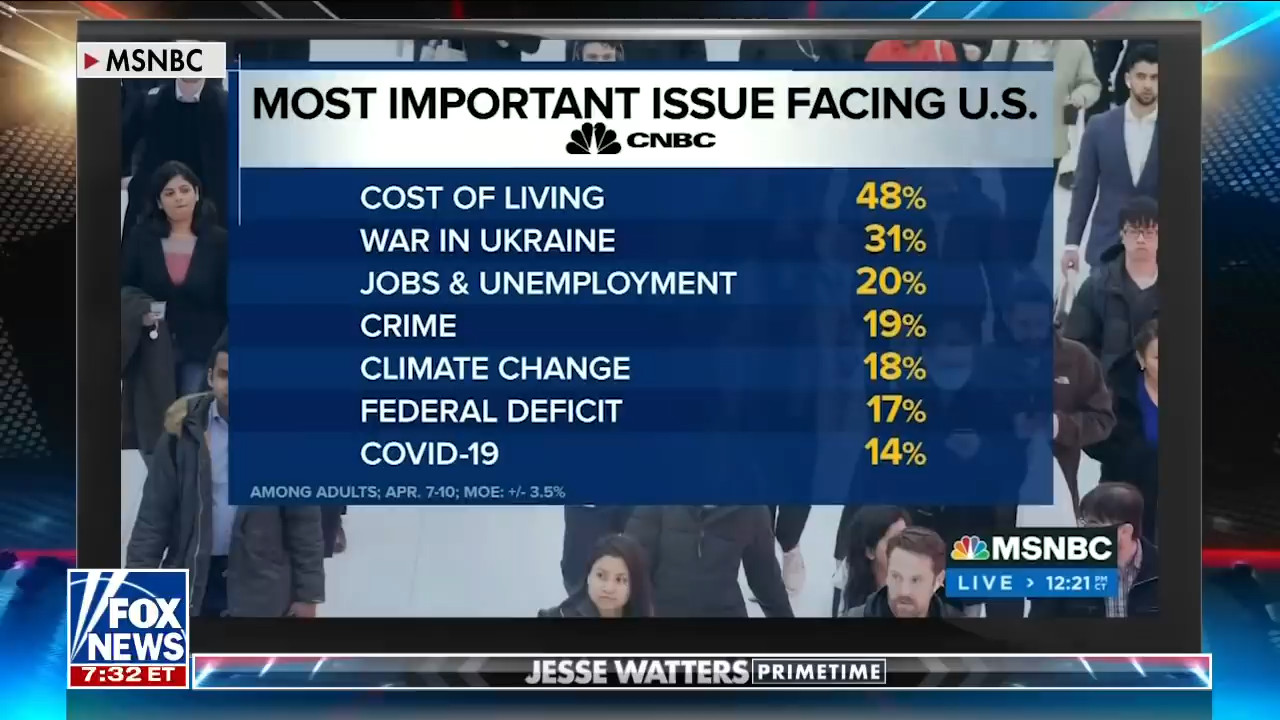 MSNBC
MOST IMPORTANT ISSUE FACING U.S.
CNBC
COST OF LIVING 48%
WAR IN UKRAINE 31%
JOBS & UNEMPLOYMENT 20%
CRIME 19%
CLIMATE CHANGE 18%
FEDERAL DEFICIT 17%
COVID-19 14%
AMONG ADULTS; APR. 7-10; MOE: +/- 3.5%
MSNBC
LIVE > 12:21 PM CT
FOX NEWS
7:32 ET
JESSE WATTERS PRIMETIME